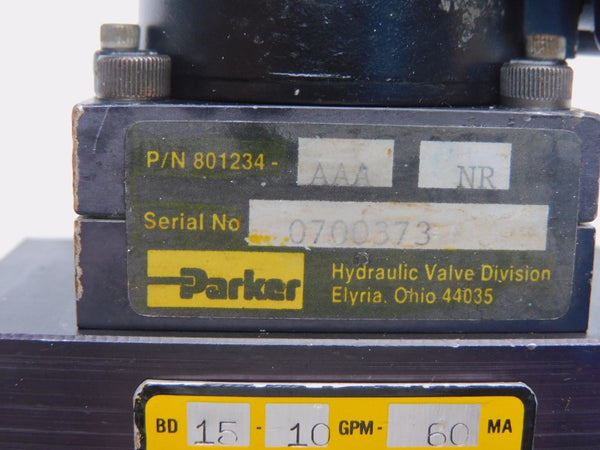 P/N 801234- AAA NR
Serial No 0700373
Parker Hydraulic Valve Division
Elyria, Ohio 44035
BD 15 - 10 GPM- 60 MA